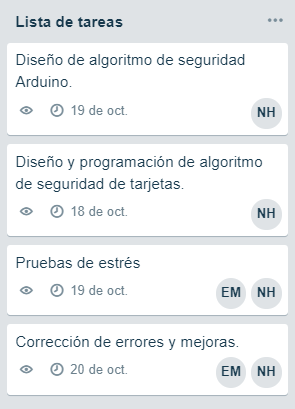 Lista de tareas
Diseño de algoritmo de seguridad
Arduino.
19 de oct.
NH
Diseño y programación de algoritmo
de seguridad de tarjetas.
18 de oct.
NH
Pruebas de estrés
19 de oct.
EM NH
Corrección de errores y mejoras.
20 de oct.
EM NH